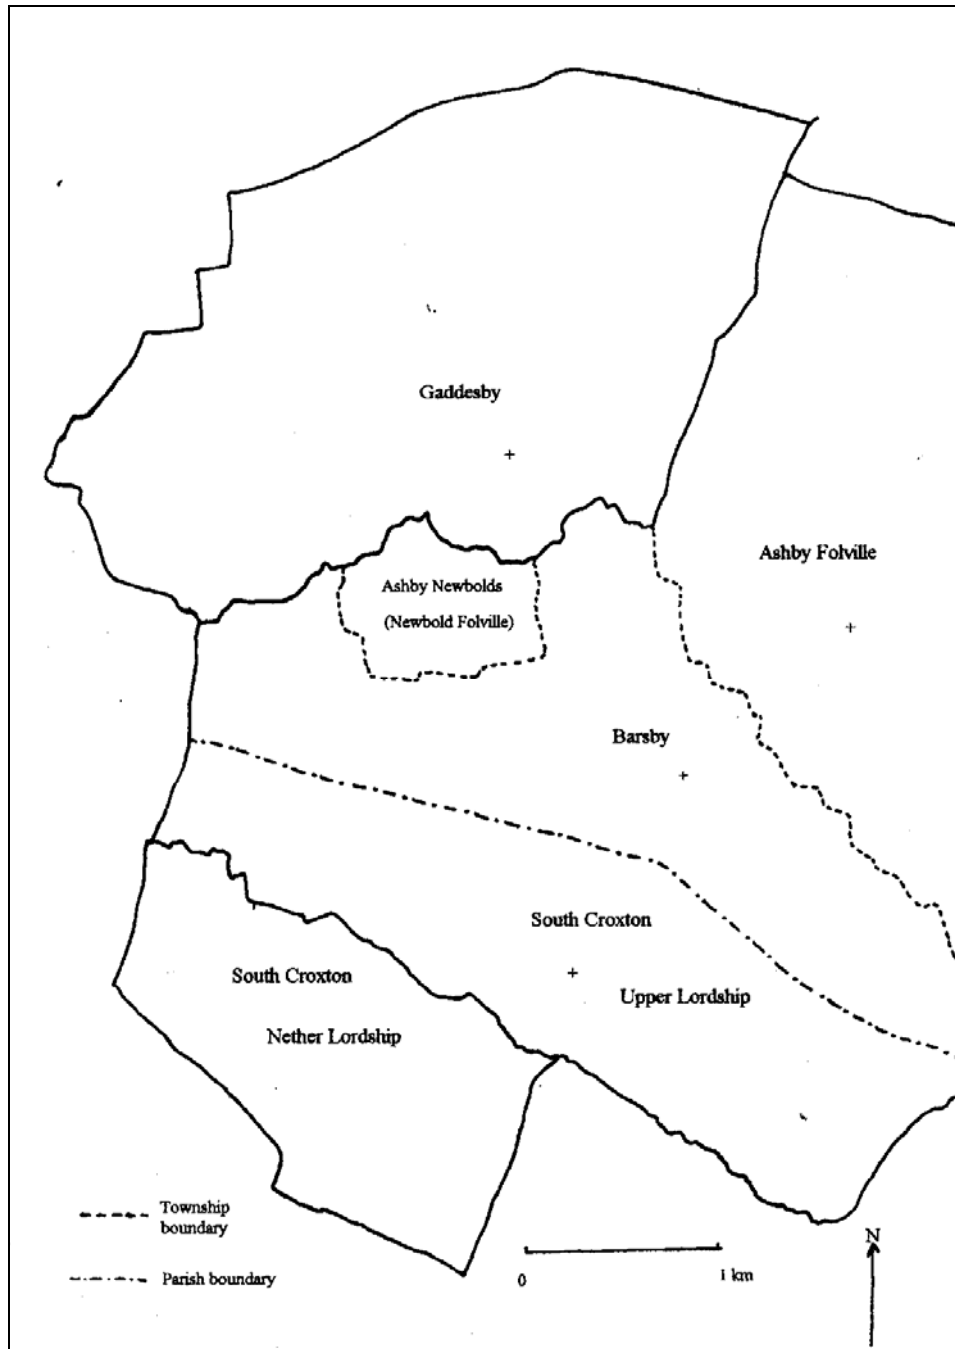 Gaddesby
Ashby Folville
Ashby Newbolds
(Newbold Folville)
Barsby
South Croxton
Upper Lordship
South Croxton
Nether Lordship
Township
boundary
Parish boundary
0
1 km
N